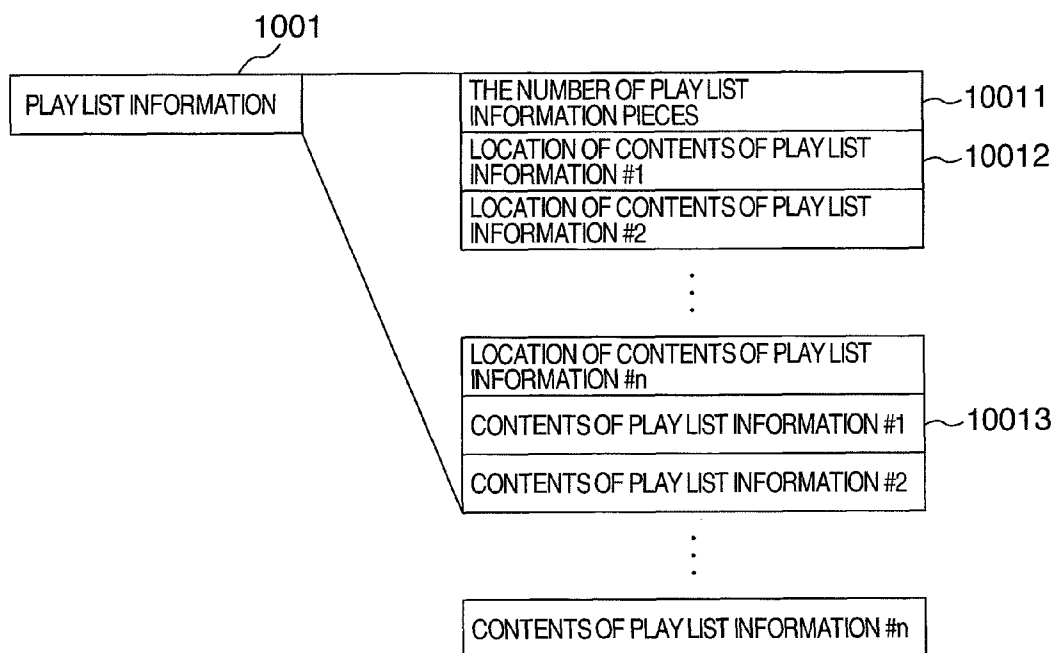 1001
PLAY LIST INFORMATION
THE NUMBER OF PLAY LIST
INFORMATION PIECES
10011
LOCATION OF CONTENTS OF PLAY LIST
INFORMATION #1
10012
LOCATION OF CONTENTS OF PLAY LIST
INFORMATION #2
LOCATION OF CONTENTS OF PLAY LIST
INFORMATION #n
CONTENTS OF PLAY LIST INFORMATION #1
10013
CONTENTS OF PLAY LIST INFORMATION #2
CONTENTS OF PLAY LIST INFORMATION #n